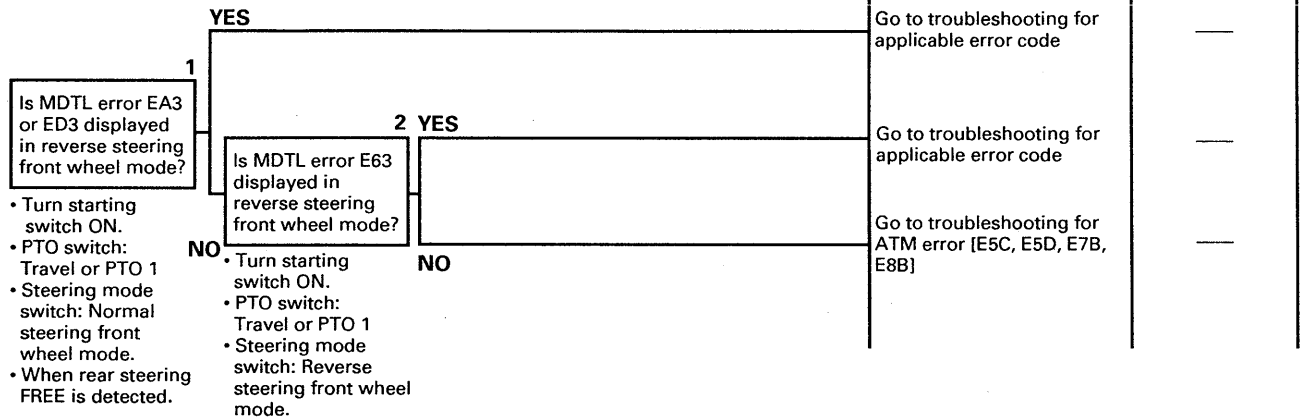 YES
Go to troubleshooting for
applicable error code
1
Is MDTL error EA3
or ED3 displayed
in reverse steering
front wheel mode?
• Turn starting
switch ON.
• PTO switch:
Travel or PTO 1
• Steering mode
switch: Normal
steering front
wheel mode.
• When rear steering
FREE is detected.
NO
2
YES
Is MDTL error E63
displayed in
reverse steering
front wheel mode?
• Turn starting
switch ON.
• PTO switch:
Travel or PTO 1
• Steering mode
switch: Reverse
steering front wheel
mode.
Go to troubleshooting for
applicable error code
NO
Go to troubleshooting for
ATM error [E5C, E5D, E7B,
E8B]